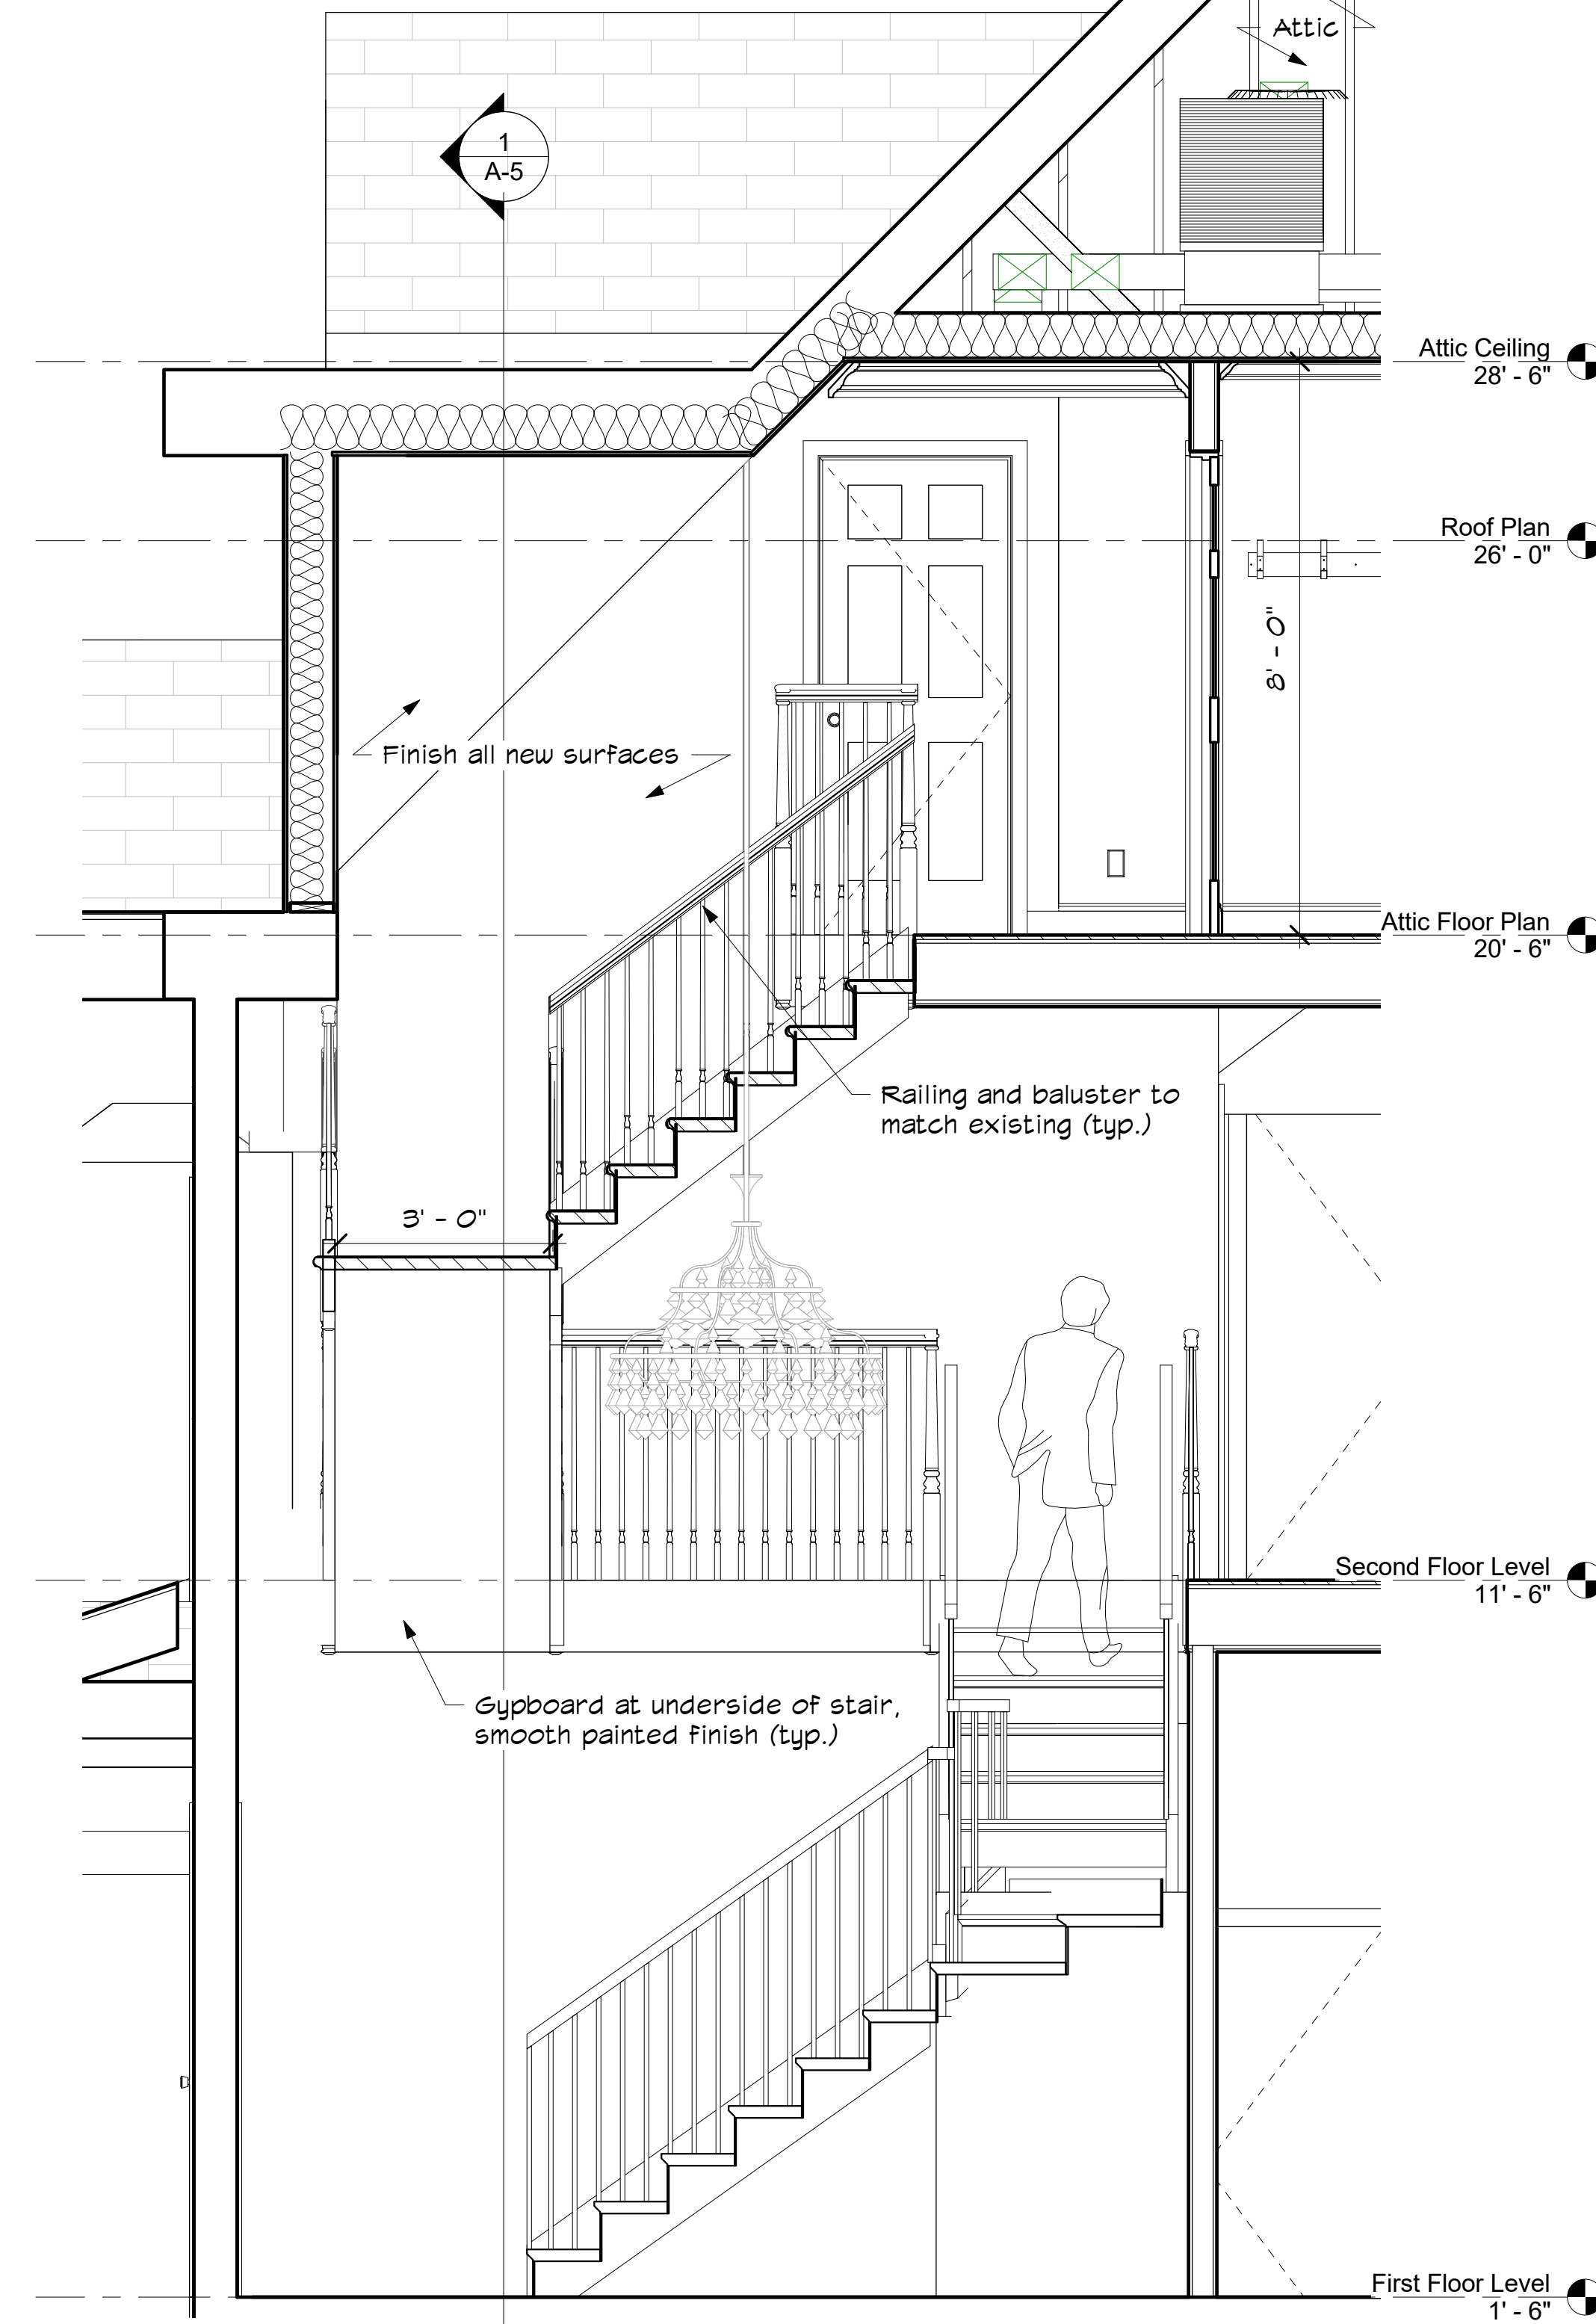 Attic
1
A-5
Attic Ceiling
28' - 6"
Roof Plan
26' - 0"
8' - 0"
Finish all new surfaces
Attic Floor Plan
20' - 6"
Railing and baluster to
match existing (typ.)
3' - 0"
Second Floor Level
11' - 6"
Gypboard at underside of stair,
smooth painted finish (typ.)
First Floor Level
1' - 6"